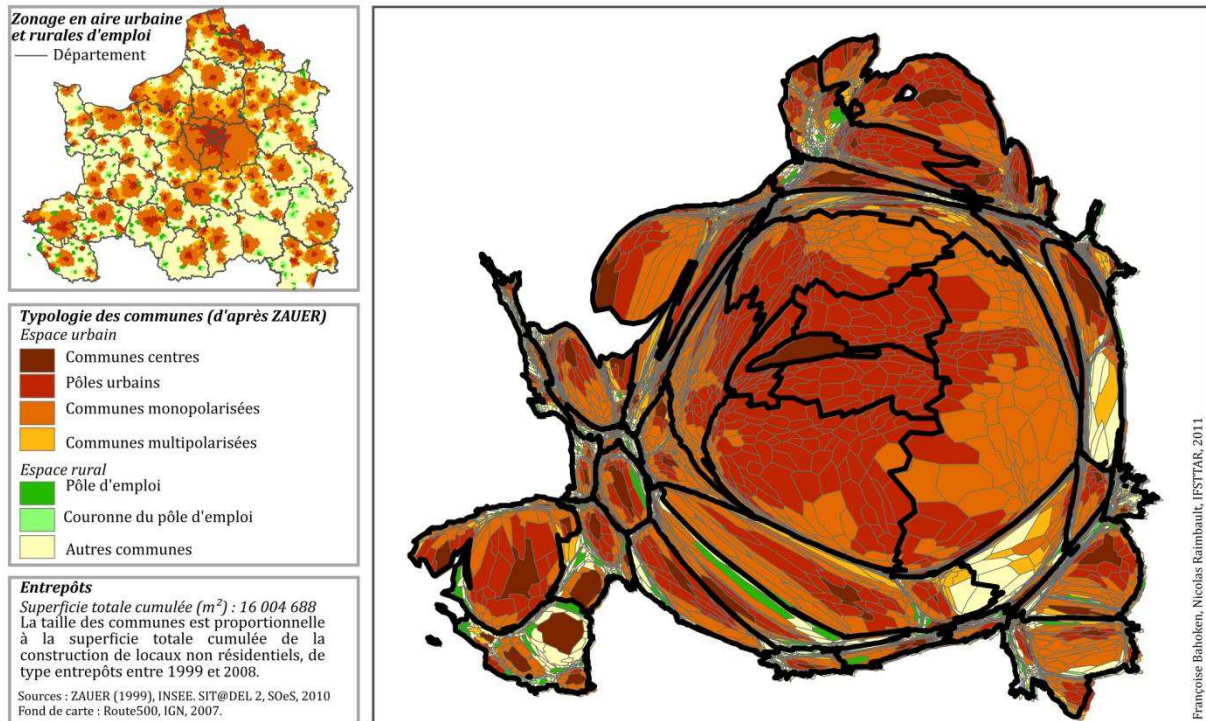 Zonage en aire urbaine
et rurales d'emploi
Département
Typologie des communes (d'après ZAUER)
Espace urbain
Communes centres
Pôles urbains
Communes monopolarisées
Communes multipolarisées
Espace rural
Pôle d'emploi
Couronne du pôle d'emploi
Autres communes
Entrepôts
Superficie totale cumulée (m²) : 16 004 688
La taille des communes est proportionnelle
à la superficie totale cumulée de la
construction de locaux non résidentiels, de
type entrepôts entre 1999 et 2008.
Sources : ZAUER (1999), INSEE. SIT@DEL 2, SOeS, 2010
Fond de carte : Route500, IGN, 2007.
Françoise Bahoken, Nicolas Raimbault, IFSTTAR, 2011